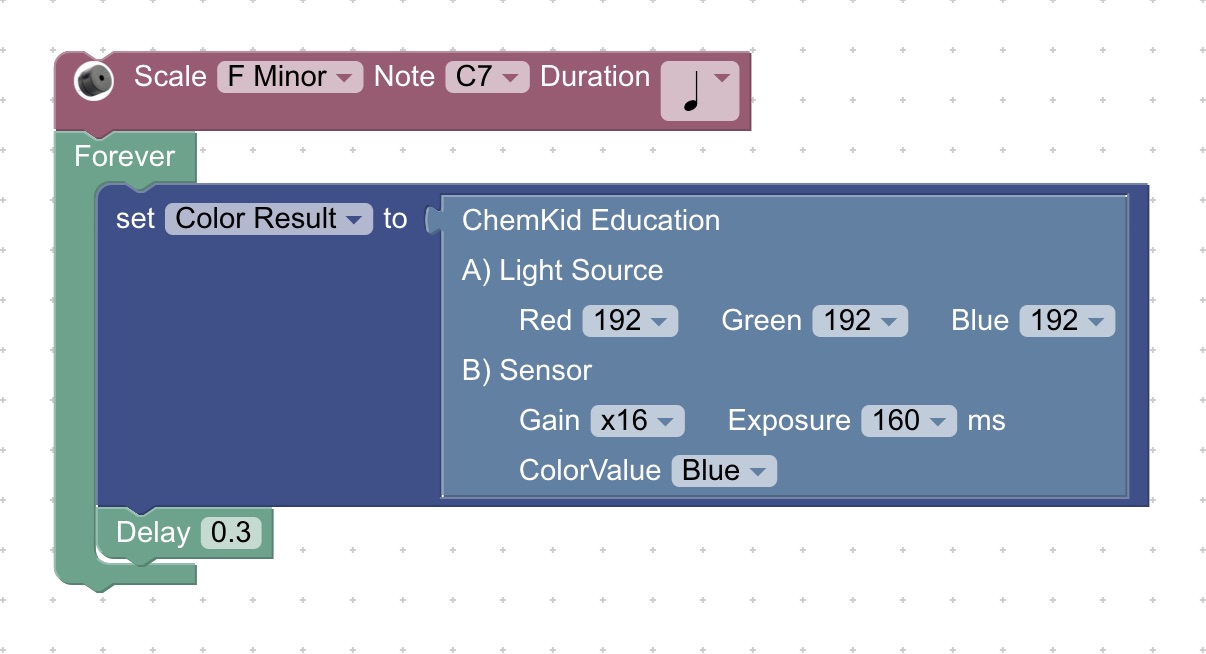 Scale F Minor Note C7 Duration
Forever
set Color Result to ChemKid Education
A) Light Source
Red 192 Green 192 Blue 192
B) Sensor
Gain x16 Exposure 160 ms
ColorValue Blue
Delay 0.3